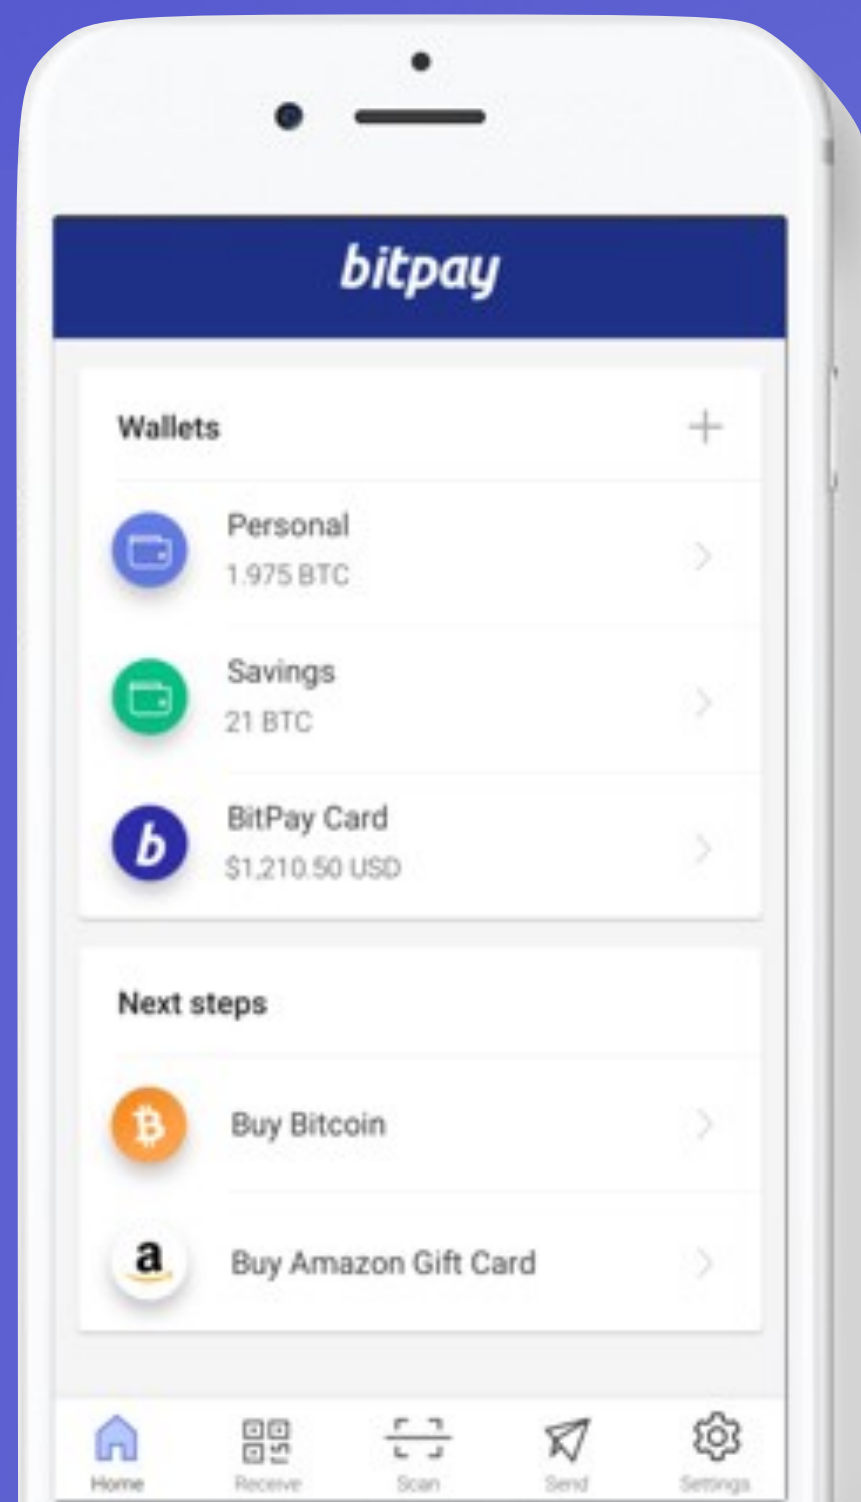 bitpay
Wallets
Personal
1.975 BTC
Savings
21 BTC
b
BitPay Card
$1,210.50 USD
Next steps
Buy Bitcoin
a
Buy Amazon Gift Card
Home
Receive
Scan
Send
Settings